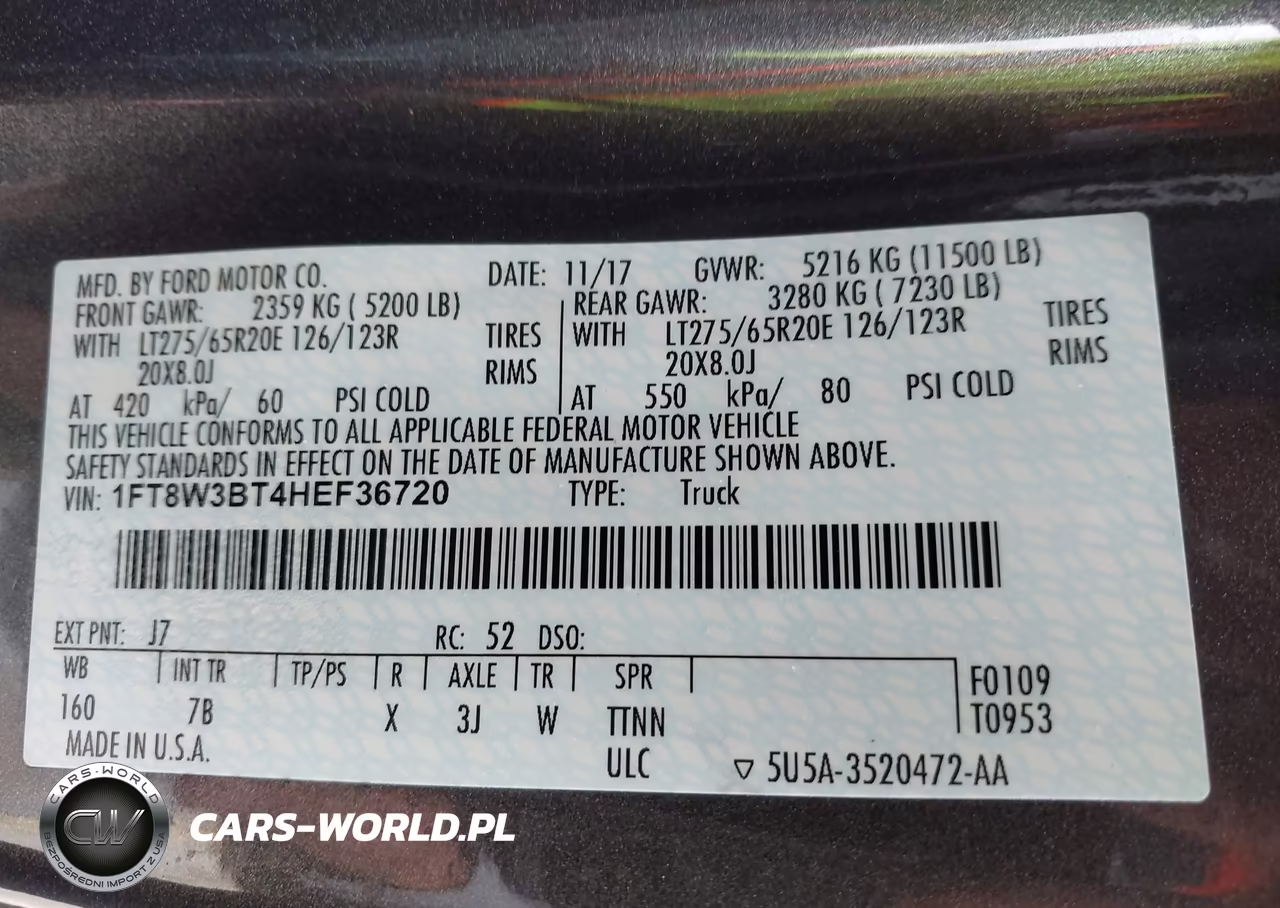 MFD. BY FORD MOTOR CO. DATE: 11/17 GVWR: 5216 KG (11500 LB)
FRONT GAWR: 2359 KG ( 5200 LB) REAR GAWR: 3280 KG ( 7230 LB)
WITH LT275/65R20E 126/123R TIRES WITH LT275/65R20E 126/123R TIRES
20X8.0J RIMS 20X8.0J RIMS
AT 420 kPa/ 60 PSI COLD AT 550 kPa/ 80 PSI COLD
THIS VEHICLE CONFORMS TO ALL APPLICABLE FEDERAL MOTOR VEHICLE
SAFETY STANDARDS IN EFFECT ON THE DATE OF MANUFACTURE SHOWN ABOVE.
VIN: 1FT8W3BT4HEF36720 TYPE: Truck
EXT PNT: J7 RC: 52 DSO:
WB INT TR TP/PS R AXLE TR SPR F0109
160 7B X 3J W TTNN T0953
MADE IN U.S.A. ULC ▽ 5U5A-3520472-AA
CARS-WORLD
CW
BEZPOŚREDNI IMPORT Z USA
CARS-WORLD.PL